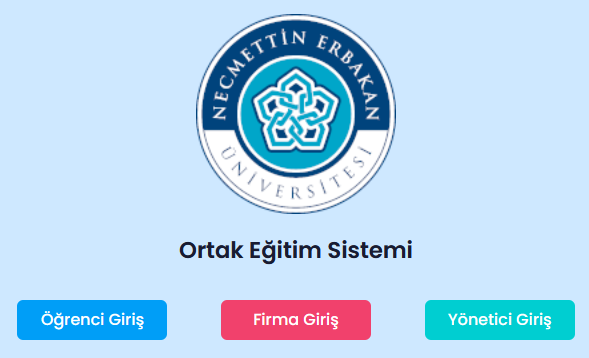 NECMETTİN ERBAKAN
ÜNİVERSİTESİ
Ortak Eğitim Sistemi
Öğrenci Giriş
Firma Giriş
Yönetici Giriş